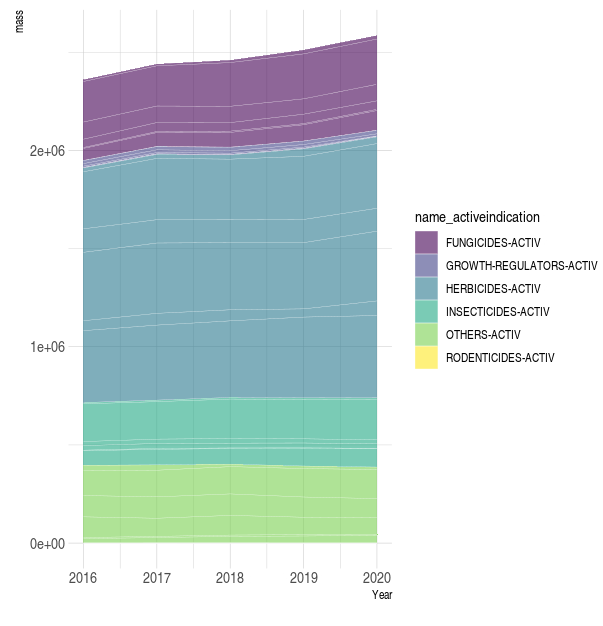 mass
2e+06
1e+06
0e+00
2016 2017 2018 2019 2020
Year
name_activeindication
FUNGICIDES-ACTIV
GROWTH-REGULATORS-ACTIV
HERBICIDES-ACTIV
INSECTICIDES-ACTIV
OTHERS-ACTIV
RODENTICIDES-ACTIV